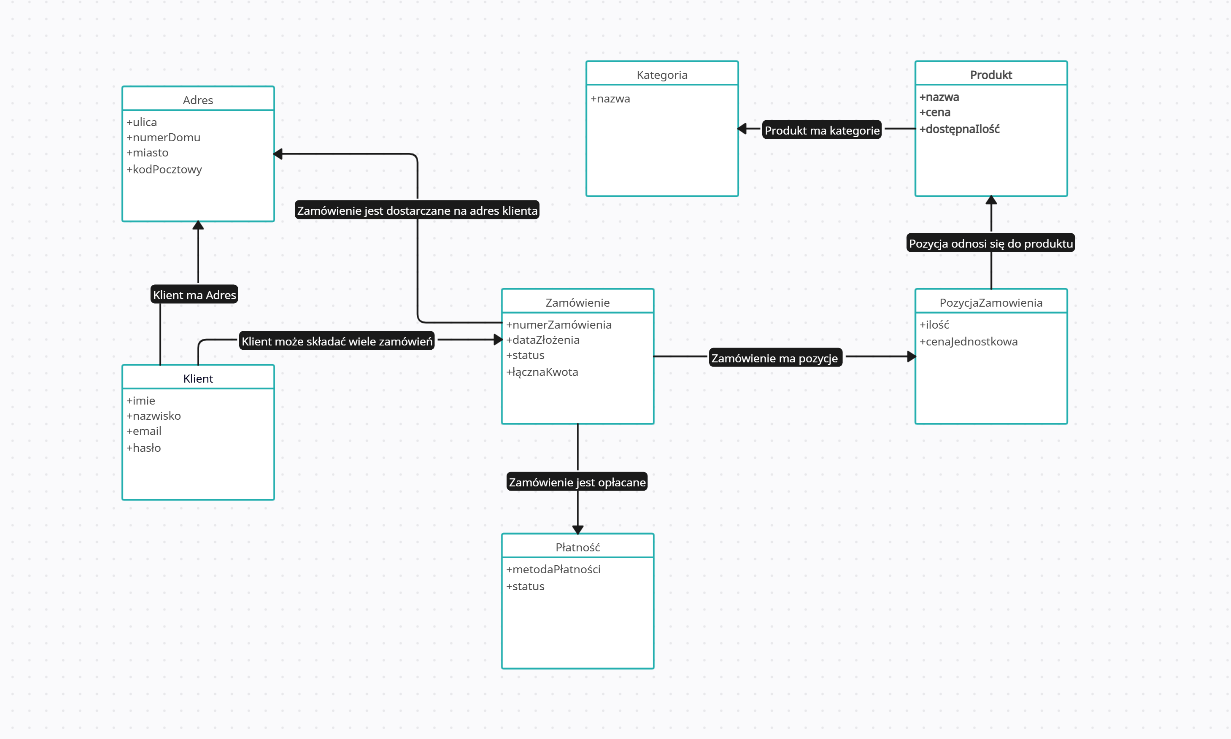 Adres
+ulica
+numerDomu
+miasto
+kodPocztowy
Kategoria
+nazwa
Produkt ma kategorie
Produkt
+nazwa
+cena
+dostępnaIlość
Zamówienie jest dostarczane na adres klienta
Pozycja odnosi się do produktu
Klient ma Adres
Klient może składać wiele zamówień
Zamówienie
+numerZamówienia
+dataZłożenia
+status
+łącznaKwota
Zamówienie ma pozycje
PozycjaZamowienia
+ilość
+cenaJednostkowa
Klient
+imie
+nazwisko
+email
+hasło
Zamówienie jest opłacane
Płatność
+metodaPłatności
+status